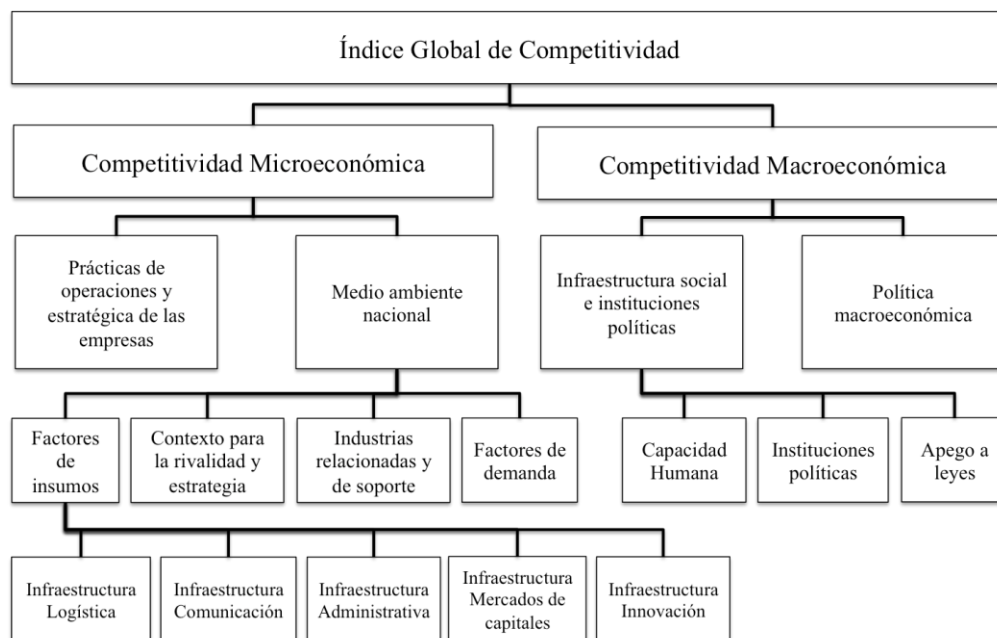 Índice Global de Competitividad
Competitividad Microeconómica
Competitividad Macroeconómica
Prácticas de
operaciones y
estratégica de las
empresas
Medio ambiente
nacional
Infraestructura social
e instituciones
políticas
Política
macroeconómica
Factores
de
insumos
Contexto para
la rivalidad y
estrategia
Industrias
relacionadas y
de soporte
Factores de
demanda
Capacidad
Humana
Instituciones
políticas
Apego a
leyes
Infraestructura
Logística
Infraestructura
Comunicación
Infraestructura
Administrativa
Infraestructura
Mercados de
capitales
Infraestructura
Innovación